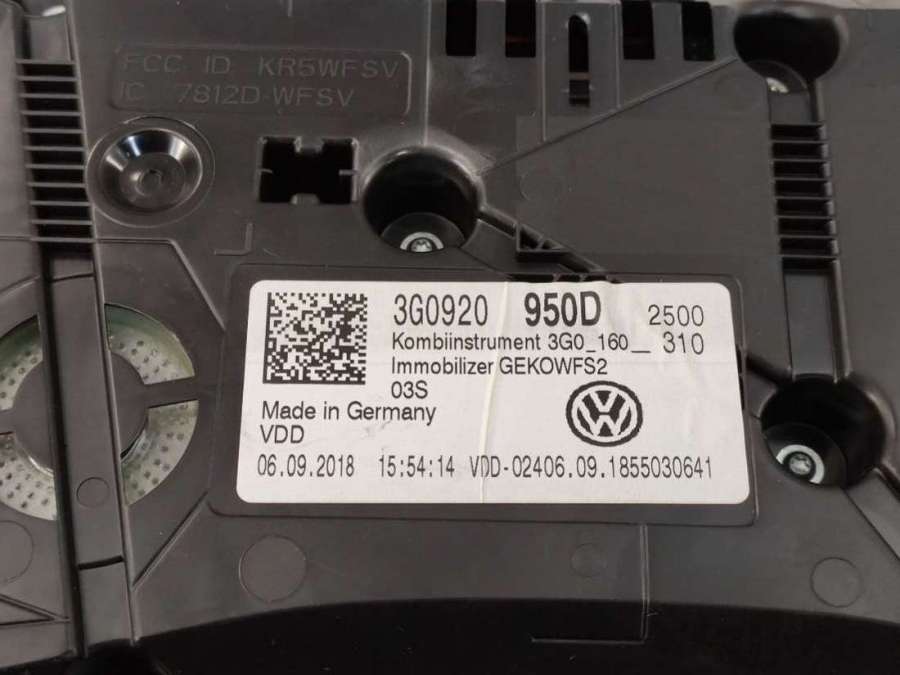 FCC ID KR5WFSV
IC 7812D-WFSV
3G0920 950D 2500
Kombiinstrument 3G0_160__ 310
Immobilizer GEKOWFS2
03S
Made in Germany
VDD
06.09.2018 15:54:14 VDD-02406.09.1855030641